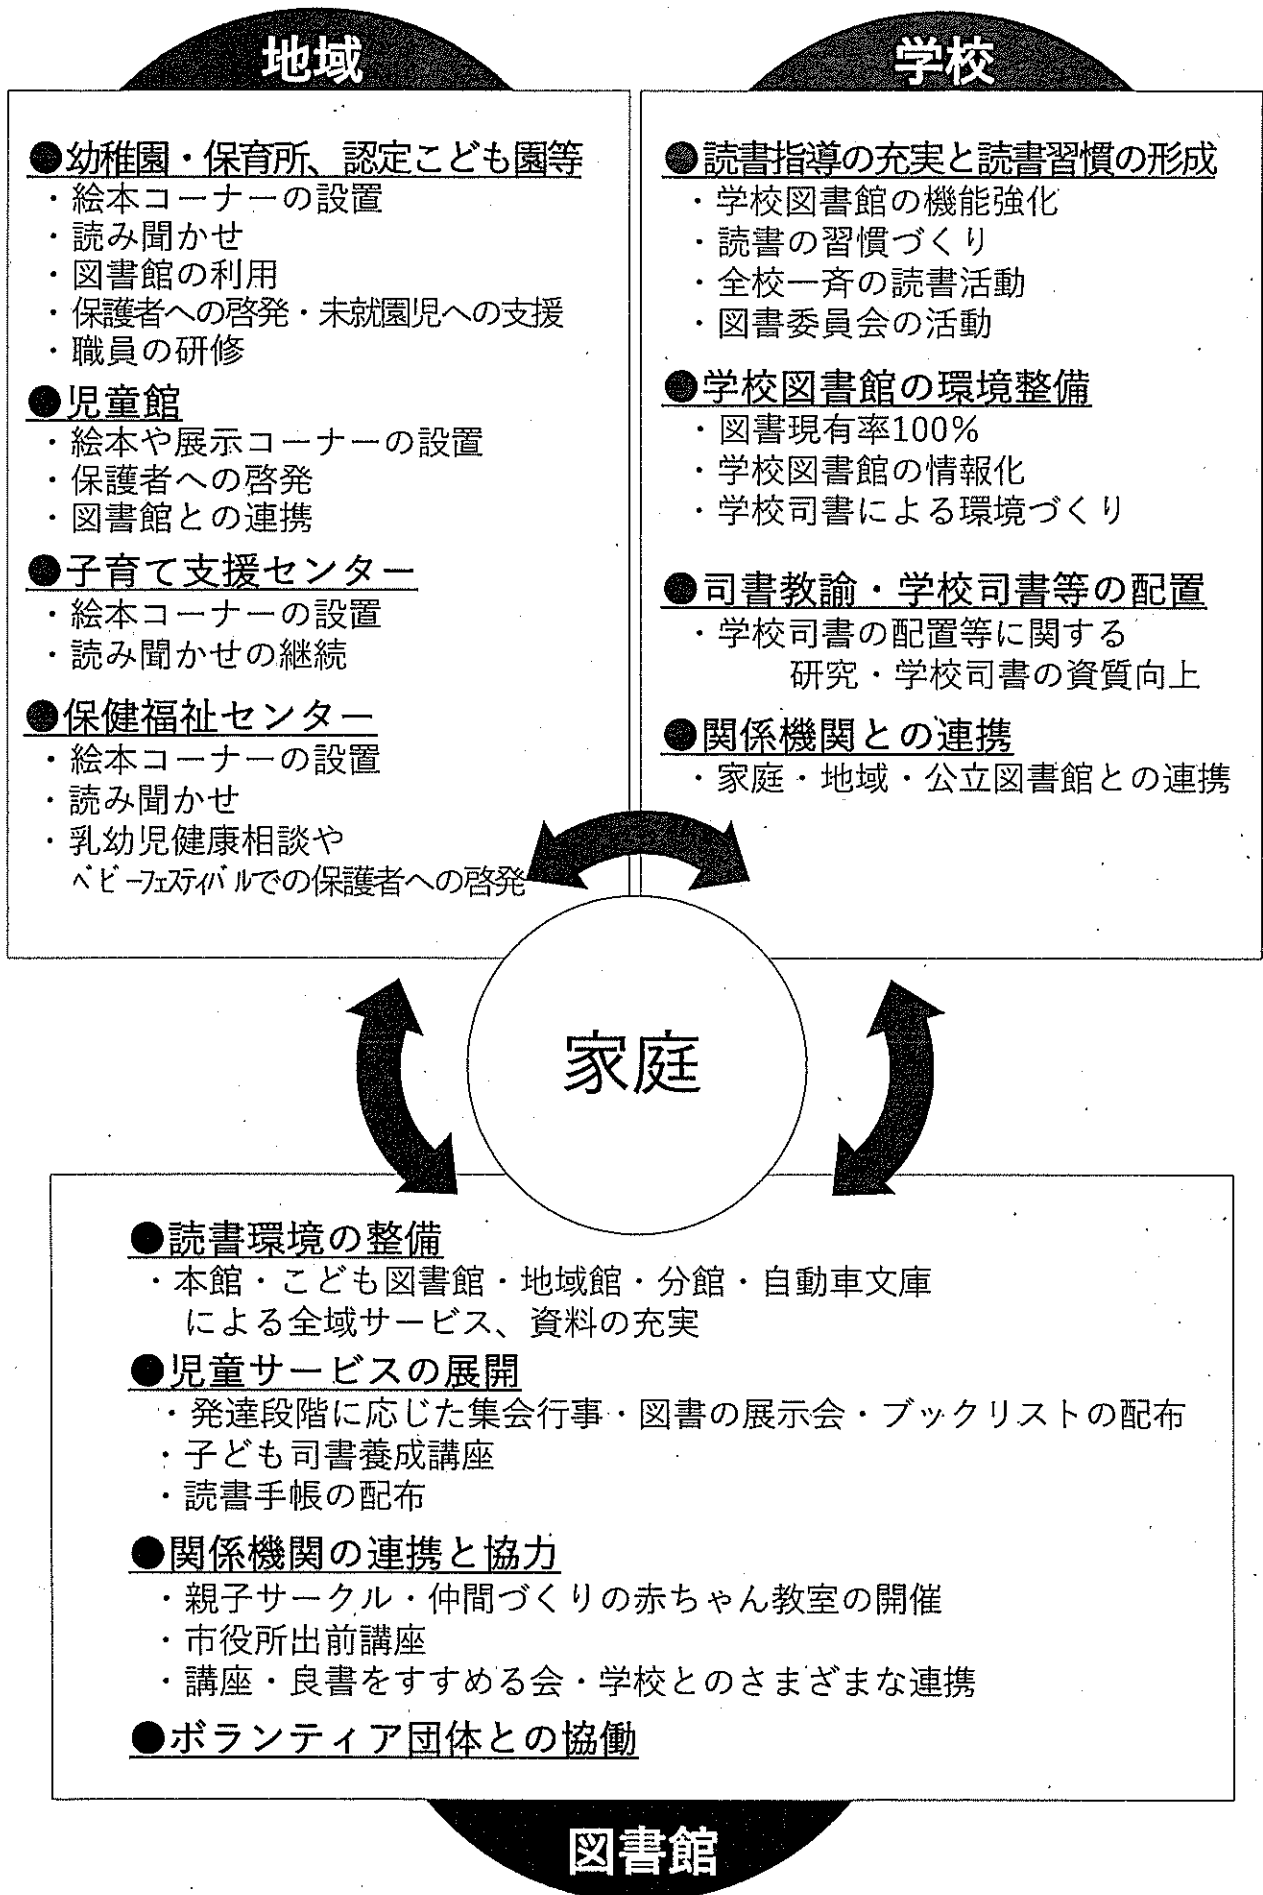 地域
●幼稚園・保育所、認定こども園等
・絵本コーナーの設置
・読み聞かせ
・図書館の利用
・保護者への啓発・未就園児への支援
・職員の研修
●児童館
・絵本や展示コーナーの設置
・保護者への啓発
・図書館との連携
●子育て支援センター
・絵本コーナーの設置
・読み聞かせの継続
●保健福祉センター
・絵本コーナーの設置
・読み聞かせ
・乳幼児健康相談や
ベビーフェスティバルでの保護者への啓発
学校
●読書指導の充実と読書習慣の形成
・学校図書館の機能強化
・読書の習慣づくり
・全校一斉の読書活動
・図書委員会の活動
●学校図書館の環境整備
・図書現有率100%
・学校図書館の情報化
・学校司書による環境づくり
●司書教諭・学校司書等の配置
・学校司書の配置等に関する
研究・学校司書の資質向上
●関係機関との連携
・家庭・地域・公立図書館との連携
家庭
●読書環境の整備
・本館・こども図書館・地域館・分館・自動車文庫
による全域サービス、資料の充実
●児童サービスの展開
・発達段階に応じた集会行事・図書の展示会・ブックリストの配布
・子ども司書養成講座
・読書手帳の配布
●関係機関の連携と協力
・親子サークル・仲間づくりの赤ちゃん教室の開催
・市役所出前講座
・講座・良書をすすめる会・学校とのさまざまな連携
●ボランティア団体との協働
図書館